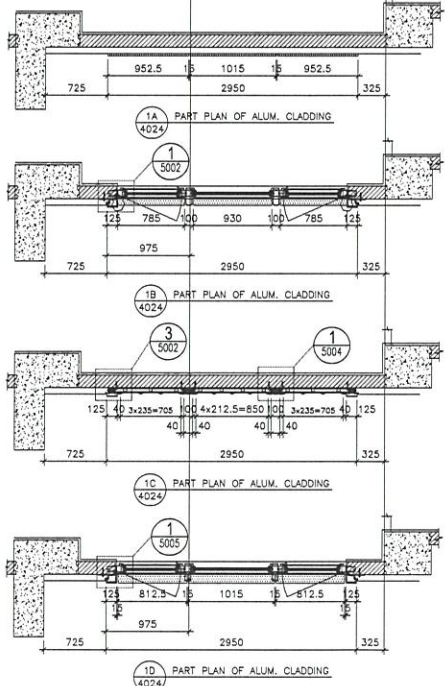 952.5 15 1015 15 952.5
725 2950 325
1A PART PLAN OF ALUM. CLADDING
4024
1
5002
125 785 100 930 100 785 125
975
725 2950 325
1B PART PLAN OF ALUM. CLADDING
4024
3 1
5002 5004
125 40 3x235=705 100 4x212.5=850 100 3x235=705 40 125
40 40 40 40
725 2950 325
1C PART PLAN OF ALUM. CLADDING
4024
1
5005
125 812.5 15 1015 15 812.5 125
15 15
975
725 2950 325
1D PART PLAN OF ALUM. CLADDING
4024